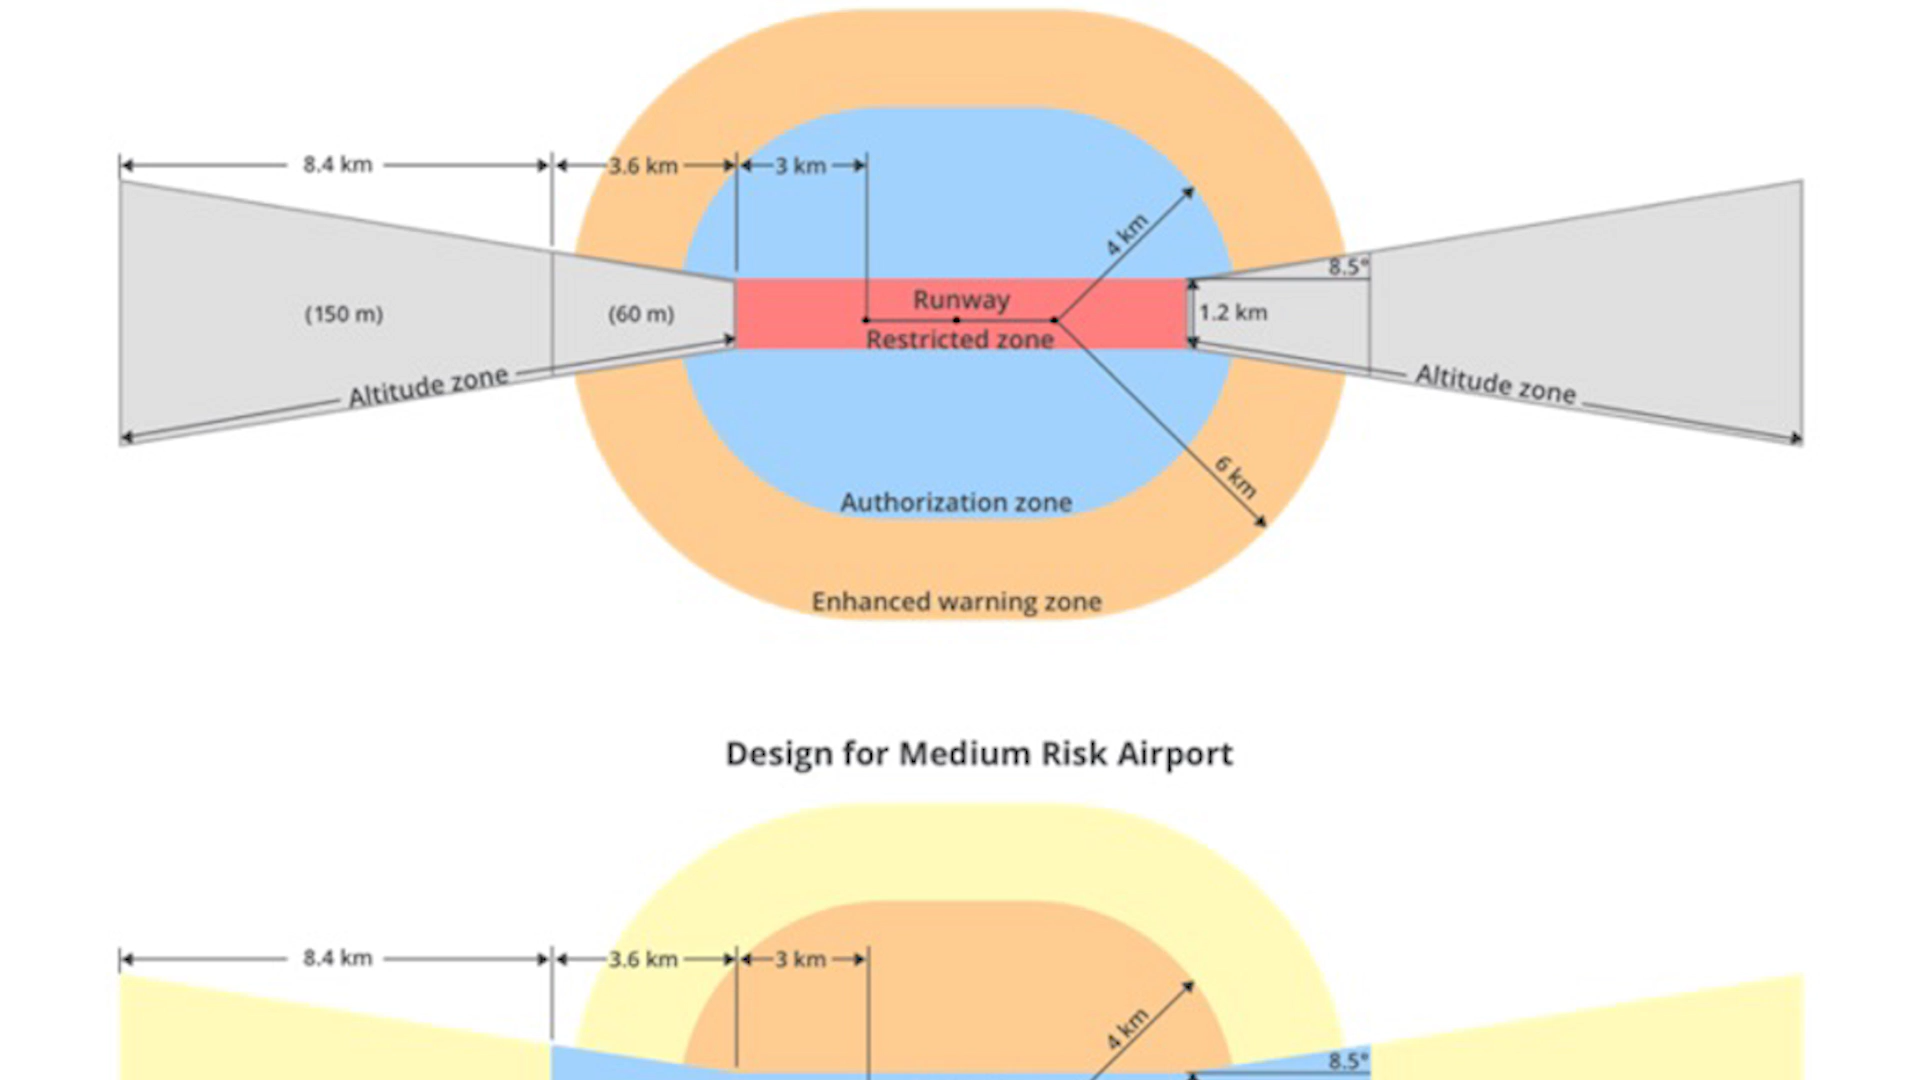 8.4 km
3.6 km
3 km
4 km
8.5°
Runway
(150 m)
(60 m)
1.2 km
Restricted zone
Altitude zone
Altitude zone
6 km
Authorization zone
Enhanced warning zone
Design for Medium Risk Airport
8.4 km
3.6 km
3 km
4 km
8.5°